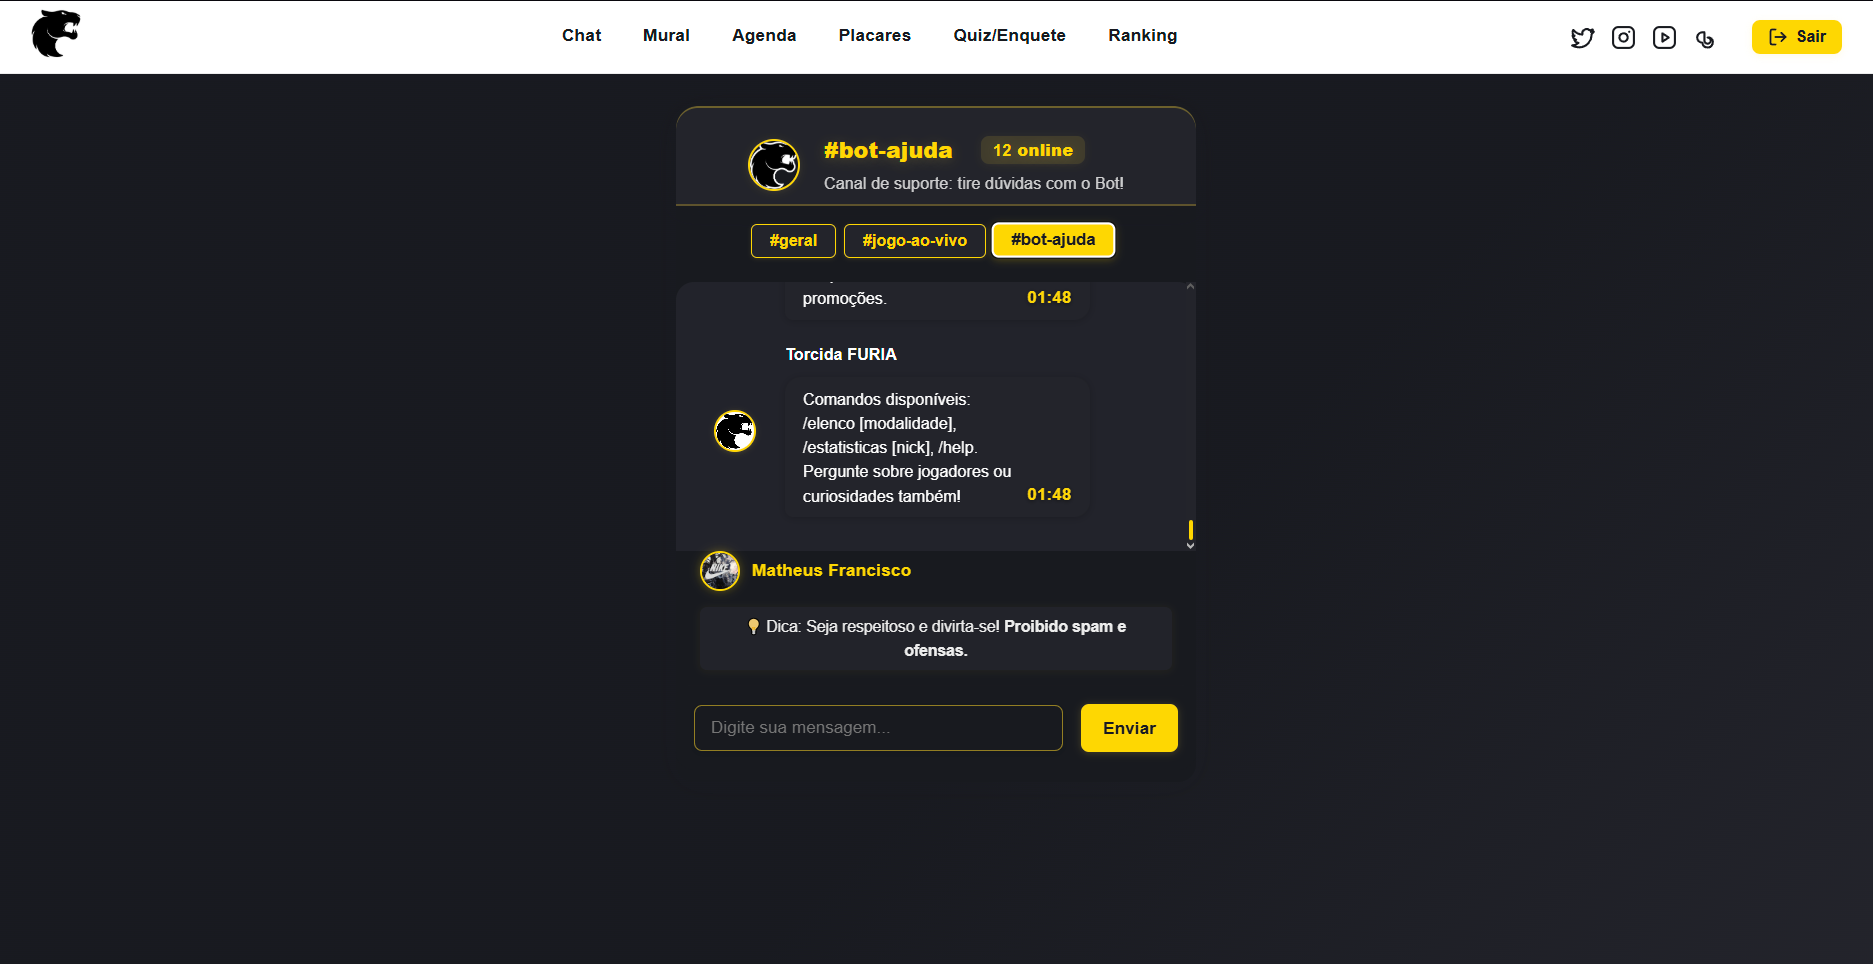 Chat Mural Agenda Placares Quiz/Enquete Ranking Sair
#bot-ajuda 12 online
Canal de suporte: tire dúvidas com o Bot!
#geral #jogo-ao-vivo #bot-ajuda
promoções. 01:48
Torcida FURIA
Comandos disponíveis:
/elenco [modalidade],
/estatisticas [nick], /help.
Pergunte sobre jogadores ou
curiosidades também! 01:48
NIKE
Matheus Francisco
💡 Dica: Seja respeitoso e divirta-se! Proibido spam e
ofensas.
Digite sua mensagem... Enviar